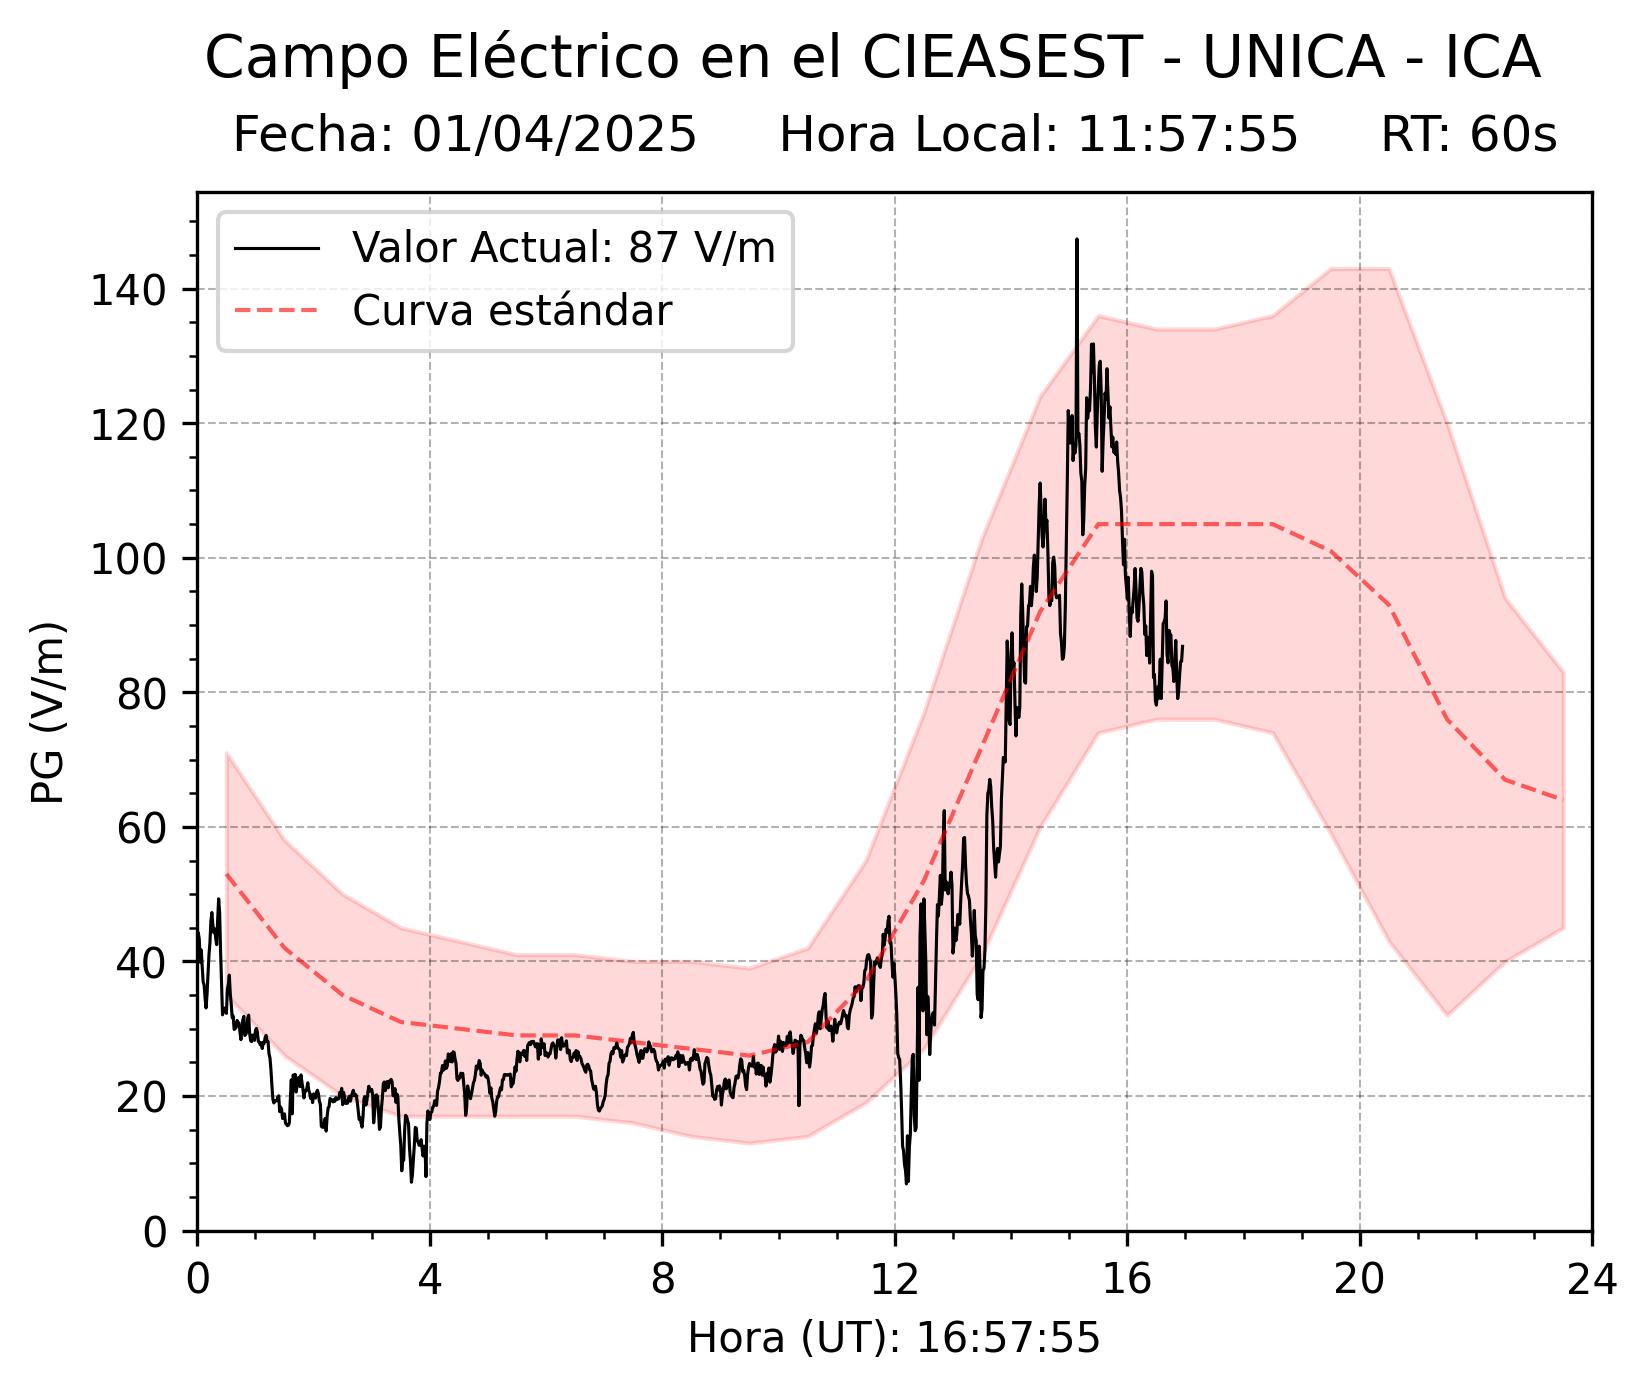 Campo Eléctrico en el CIEASEST - UNICA - ICA
Fecha: 01/04/2025 Hora Local: 11:57:55 RT: 60s
Valor Actual: 87 V/m
Curva estándar
PG (V/m)
140
120
100
80
60
40
20
0
0 4 8 12 16 20 24
Hora (UT): 16:57:55